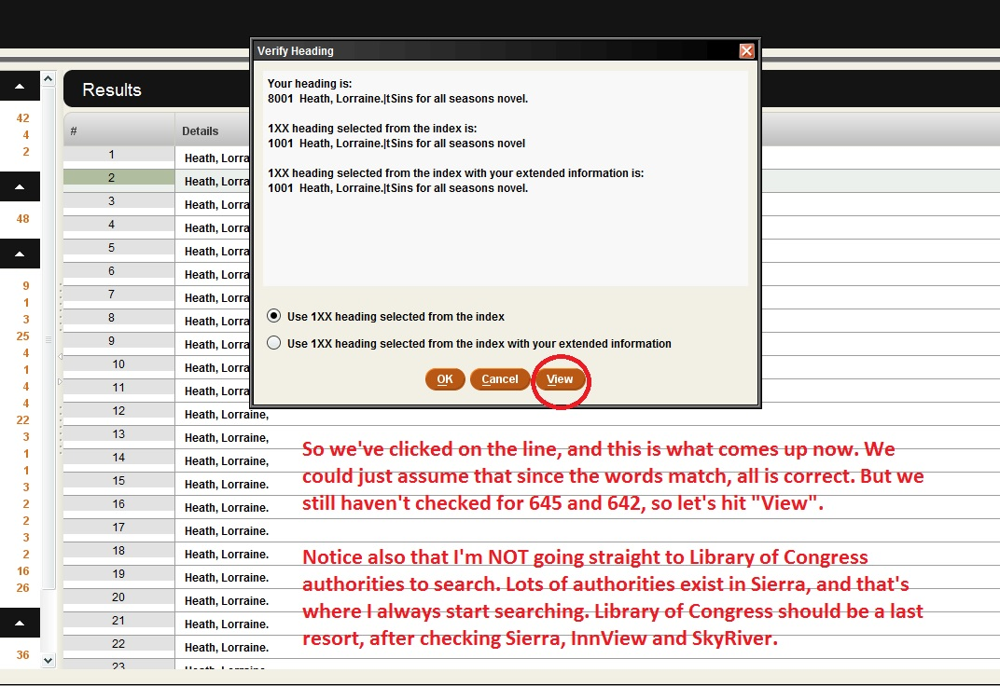 Verify Heading
Your heading is:
8001 Heath, Lorraine.|tSins for all seasons novel.
1XX heading selected from the index is:
1001 Heath, Lorraine.|tSins for all seasons novel
1XX heading selected from the index with your extended information is:
1001 Heath, Lorraine.|tSins for all seasons novel.
Use 1XX heading selected from the index
Use 1XX heading selected from the index with your extended information
OK Cancel View
42
4
2
48
9
1
3
25
4
1
4
4
22
3
1
1
3
2
2
3
2
16
26
36
Results
# Details
1 Heath, Lorra
2 Heath, Lorra
3 Heath, Lorra
4 Heath, Lorra
5 Heath, Lorra
6 Heath, Lorra
7 Heath, Lorra
8 Heath, Lorra
9 Heath, Lorra
10 Heath, Lorra
11 Heath, Lorra
12 Heath, Lorraine,
13 Heath, Lorraine,
14 Heath, Lorraine,
15 Heath, Lorraine.
16 Heath, Lorraine.
17 Heath, Lorraine.
18 Heath, Lorraine.
19 Heath, Lorraine.
20 Heath, Lorraine.
21 Heath, Lorraine.
22 Heath, Lorraine.
23 Heath, Lorraine.
So we've clicked on the line, and this is what comes up now. We
could just assume that since the words match, all is correct. But we
still haven't checked for 645 and 642, so let's hit "View".
Notice also that I'm NOT going straight to Library of Congress
authorities to search. Lots of authorities exist in Sierra, and that's
where I always start searching. Library of Congress should be a last
resort, after checking Sierra, InnView and SkyRiver.